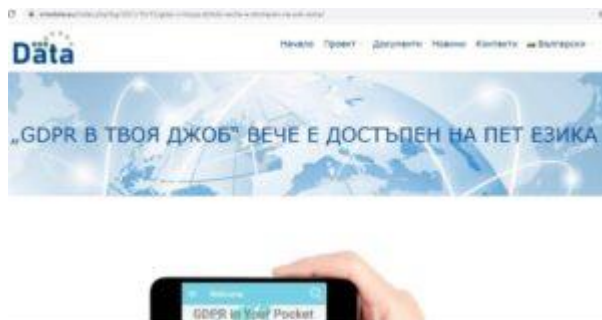 Data
Начало Проект Документи Новини Контакти Български
„GDPR В ТВОЯ ДЖОБ“ ВЕЧЕ Е ДОСТЪПЕН НА ПЕТ ЕЗИКА
GDPR in Your Pocket